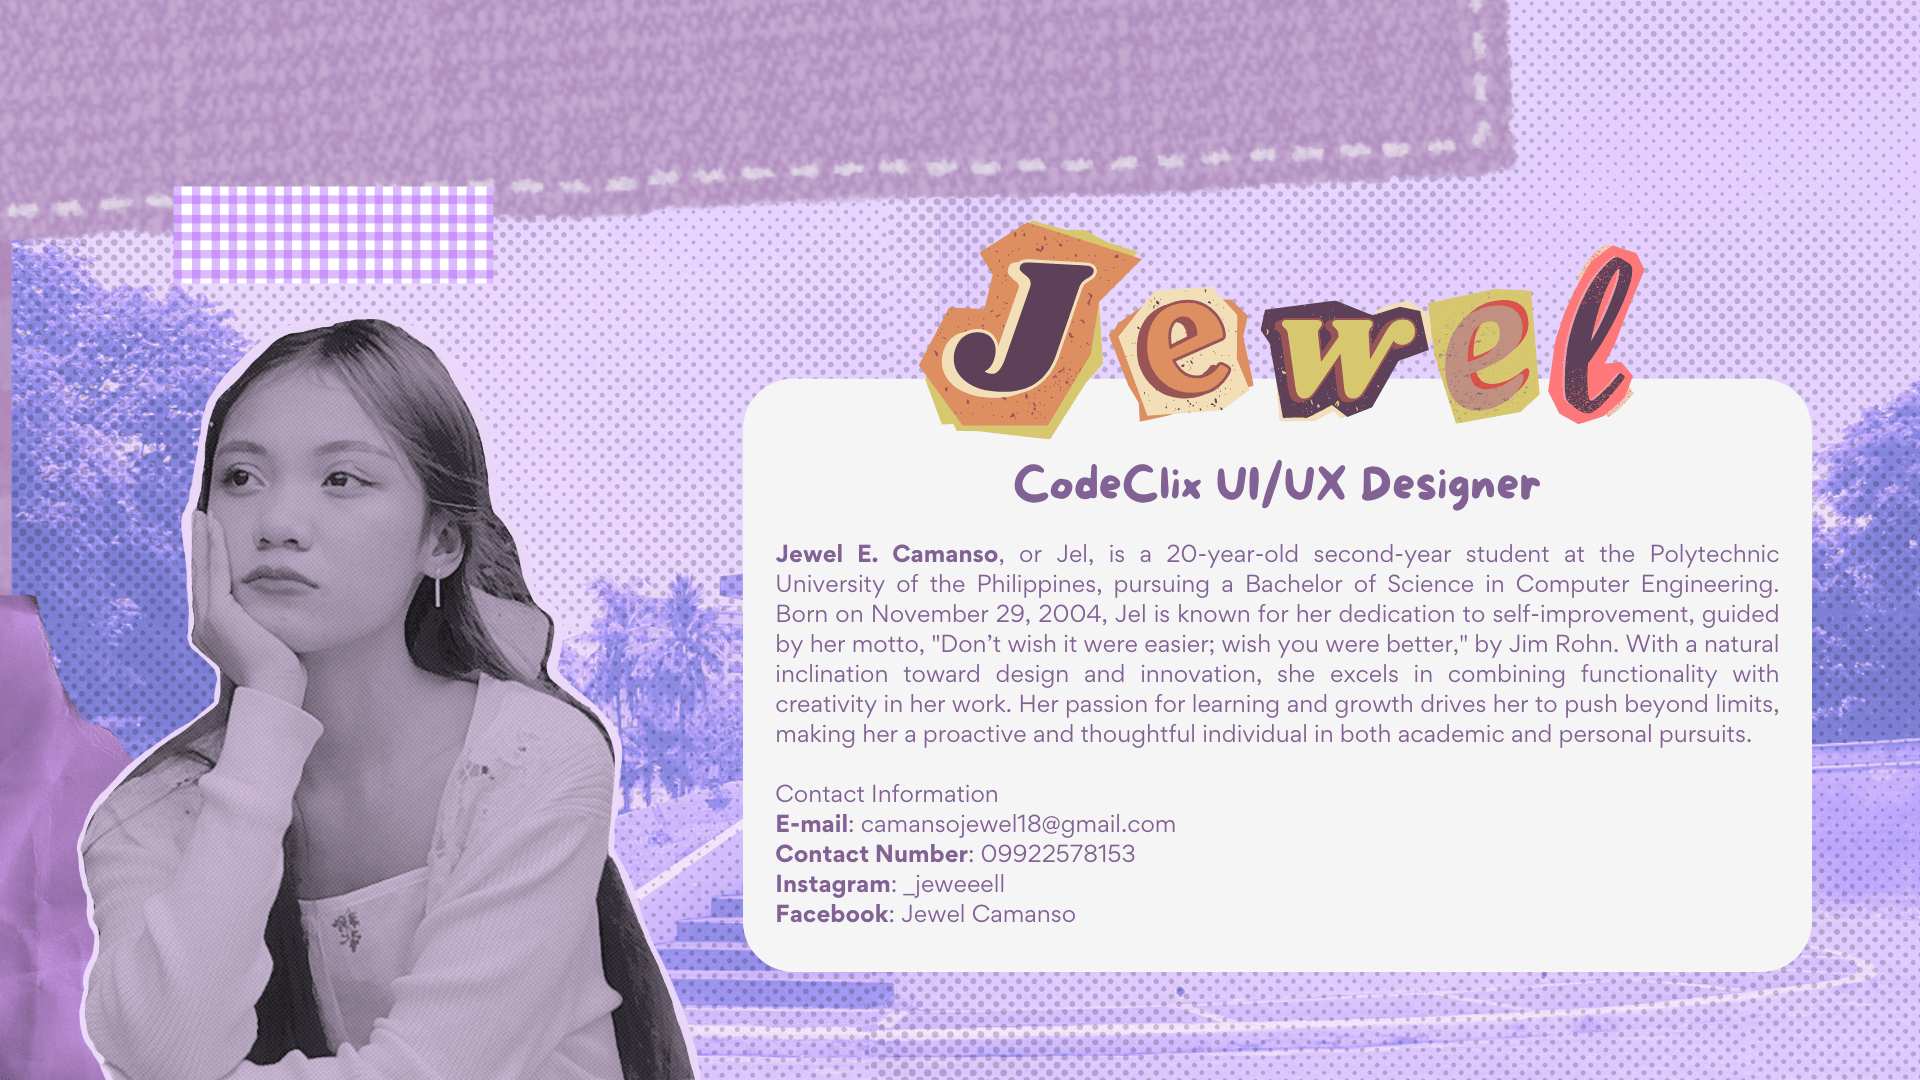 Jewel
CodeClix UI/UX Designer
Jewel E. Camanso, or Jel, is a 20-year-old second-year student at the Polytechnic
University of the Philippines, pursuing a Bachelor of Science in Computer Engineering.
Born on November 29, 2004, Jel is known for her dedication to self-improvement, guided
by her motto, "Don’t wish it were easier; wish you were better," by Jim Rohn. With a natural
inclination toward design and innovation, she excels in combining functionality with
creativity in her work. Her passion for learning and growth drives her to push beyond limits,
making her a proactive and thoughtful individual in both academic and personal pursuits.
Contact Information
E-mail: camansojewel18@gmail.com
Contact Number: 09922578153
Instagram: _jeweeell
Facebook: Jewel Camanso